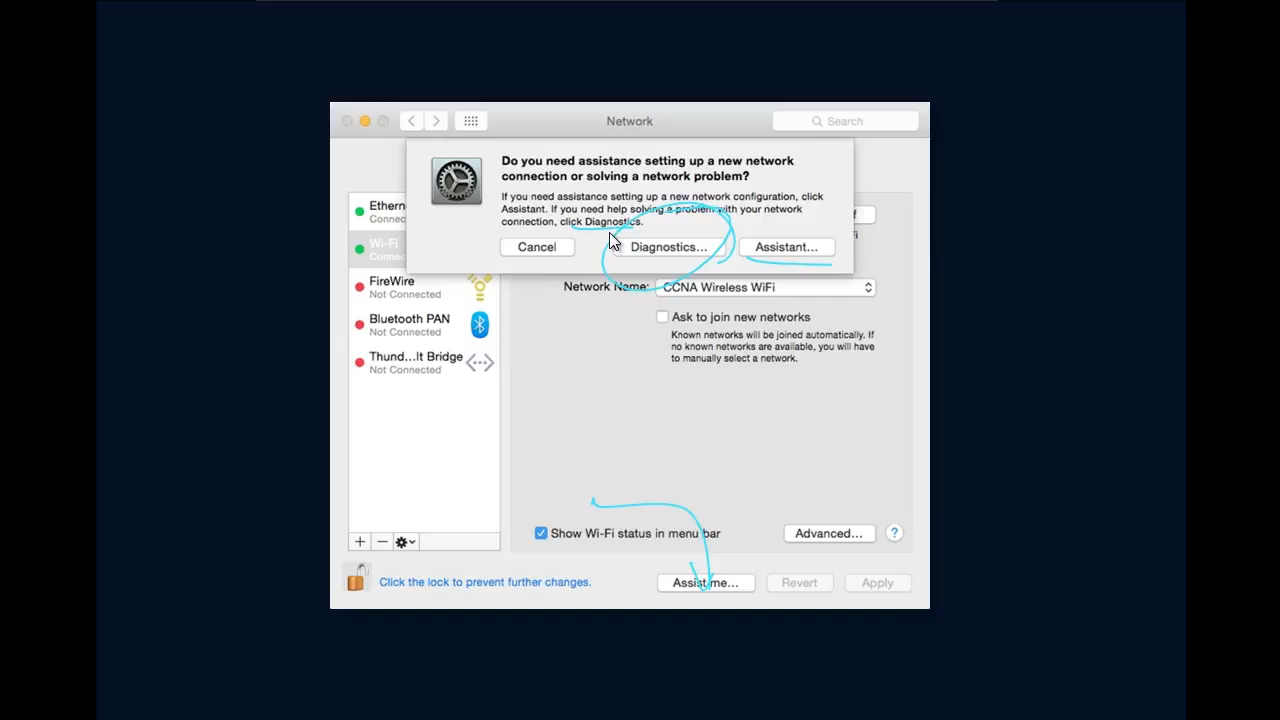 Network
Search
Do you need assistance setting up a new network
connection or solving a network problem?
If you need assistance setting up a new network configuration, click
Assistant. If you need help solving a problem with your network
connection, click Diagnostics.
Cancel
Diagnostics...
Assistant...
Ethern
Connec
Wi-Fi
Connec
FireWire
Not Connected
Bluetooth PAN
Not Connected
Thund...lt Bridge
Not Connected
Network Name: CCNA Wireless WiFi
Ask to join new networks
Known networks will be joined automatically. If
no known networks are available, you will have
to manually select a network.
Show Wi-Fi status in menu bar
Advanced...
?
Click the lock to prevent further changes.
Assist me...
Revert
Apply